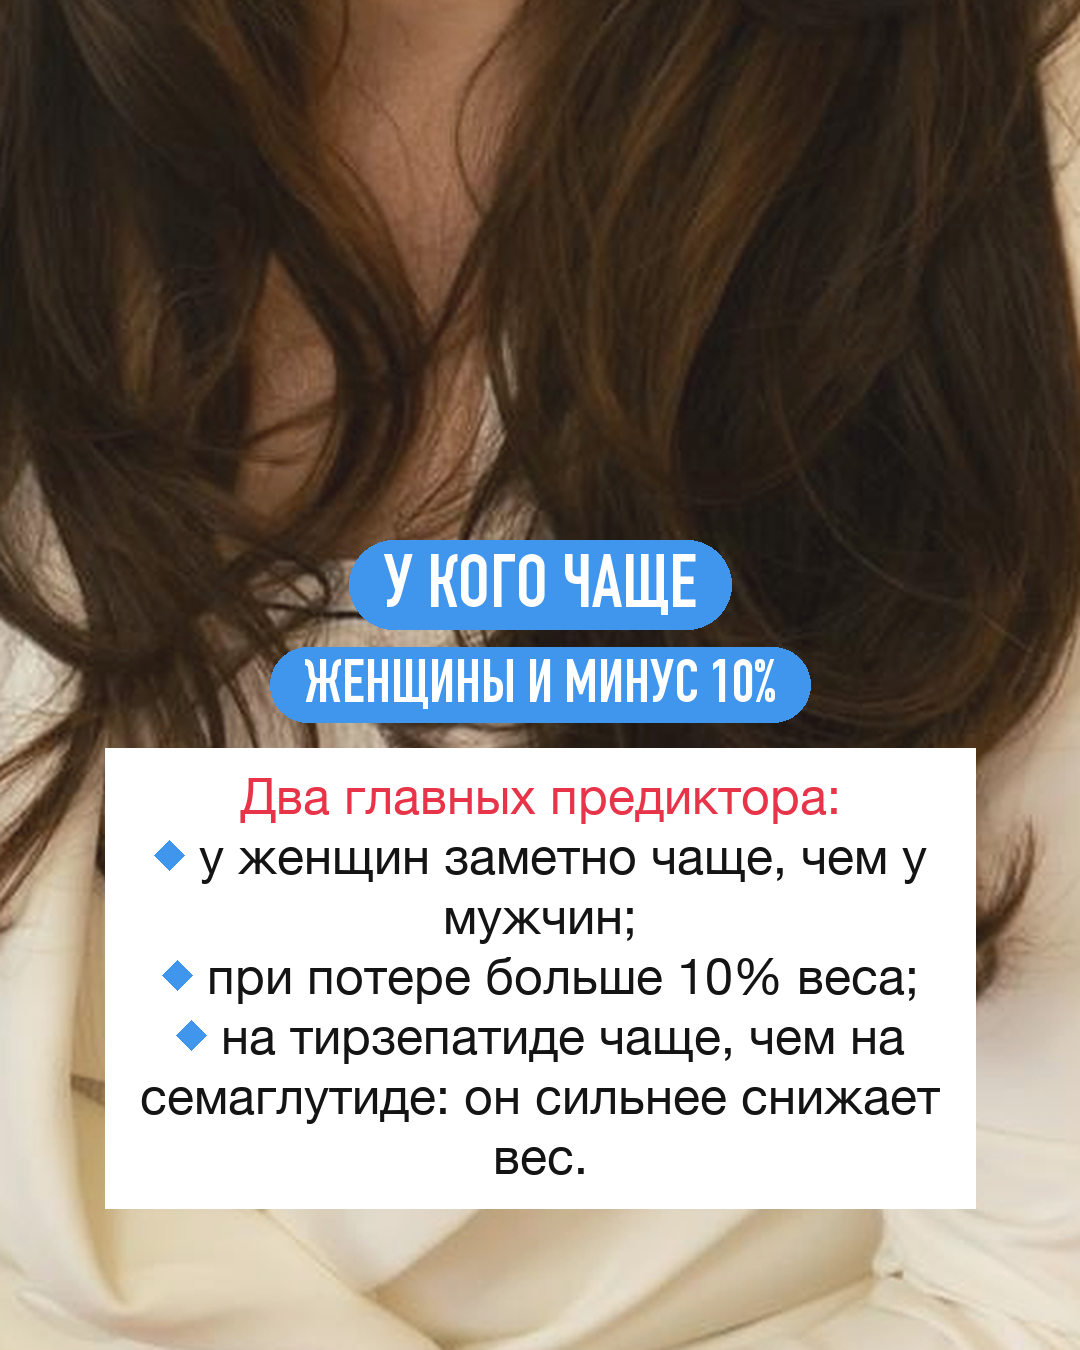 У КОГО ЧАЩЕ
ЖЕНЩИНЫ И МИНУС 10%
Два главных предиктора:
🔹 у женщин заметно чаще, чем у
мужчин;
🔹 при потере больше 10% веса;
🔹 на тирзепатиде чаще, чем на
семаглутиде: он сильнее снижает
вес.